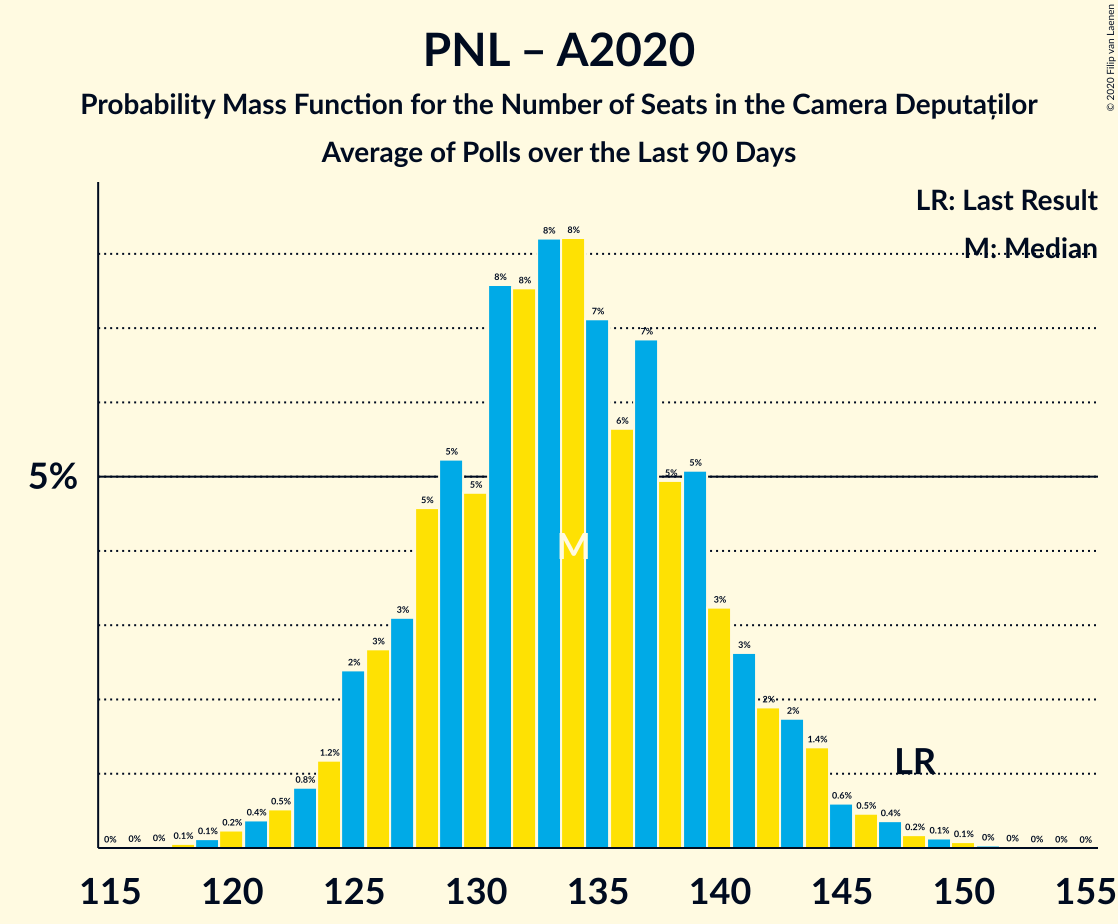 PNL – A2020
Probability Mass Function for the Number of Seats in the Camera Deputaților
Average of Polls over the Last 90 Days
© 2020 Filip van Laenen
LR: Last Result
M: Median
5%
0% 0% 0% 0.1% 0.1% 0.2% 0.4% 0.5% 0.8% 1.2% 2% 3% 3% 5% 5% 5% 8% 8% 8% 8% 7% 6% 7% 5% 5% 3% 3% 2% 2% 1.4% 0.6% 0.5% 0.4% 0.2% 0.1% 0.1% 0% 0% 0% 0% 0%
M
LR
115 120 125 130 135 140 145 150 155